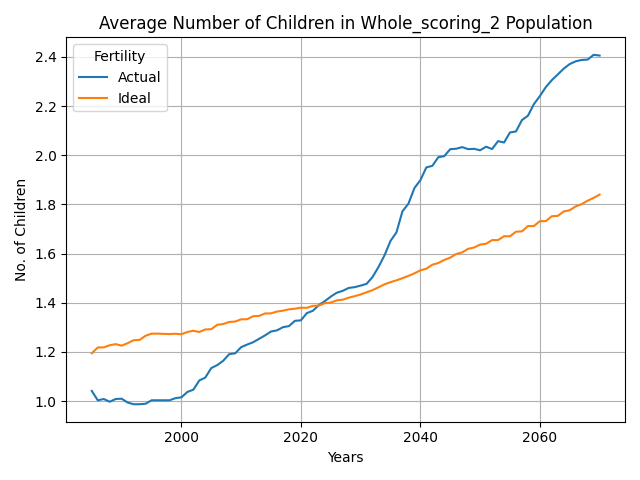 Average Number of Children in Whole_scoring_2 Population
Fertility
Actual
Ideal
No. of Children
2.4
2.2
2.0
1.8
1.6
1.4
1.2
1.0
2000 2020 2040 2060
Years